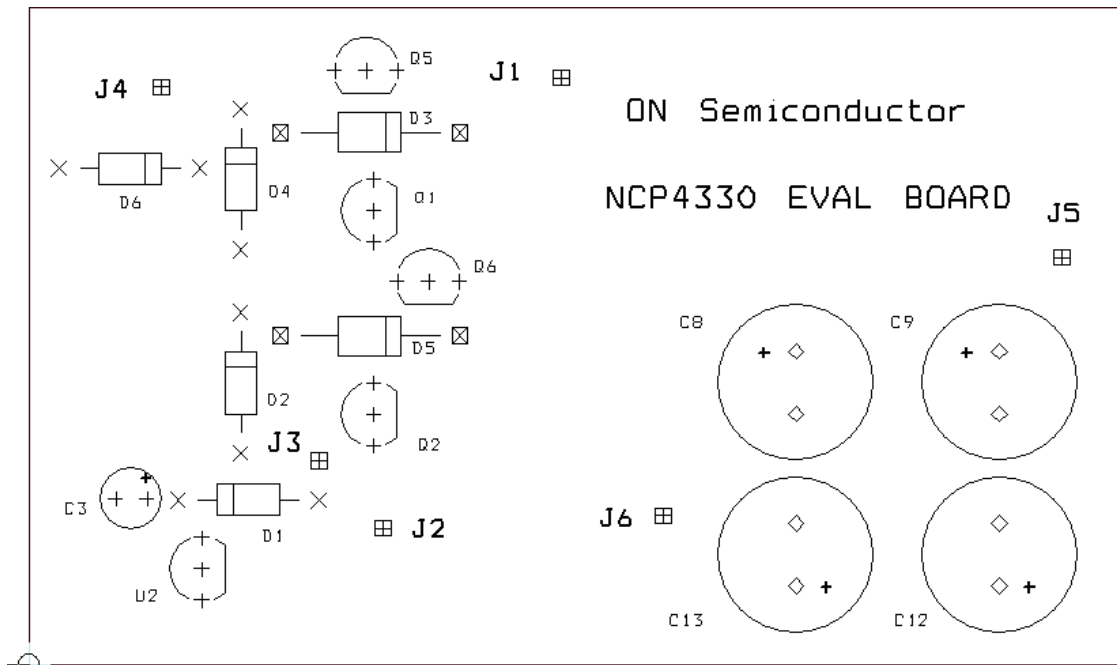 Q5
J1
J4
D3
ON Semiconductor
D6
D4
Q1
NCP4330 EVAL BOARD
J5
Q6
C8
C9
D5
D2
J3
Q2
C3
D1
J2
J6
U2
C13
C12